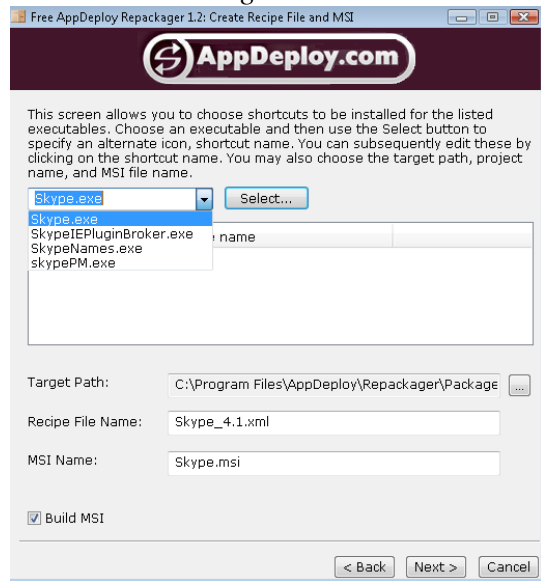 Free AppDeploy Repackager 1.2: Create Recipe File and MSI
AppDeploy.com
This screen allows you to choose shortcuts to be installed for the listed
executables. Choose an executable and then use the Select button to
specify an alternate icon, shortcut name. You can subsequently edit these by
clicking on the shortcut name. You may also choose the target path, project
name, and MSI file name.
Skype.exe
Select...
Skype.exe
SkypeIEPluginBroker.exe
name
SkypeNames.exe
skypePM.exe
Target Path:
C:\Program Files\AppDeploy\Repackager\Package
...
Recipe File Name:
Skype_4.1.xml
MSI Name:
Skype.msi
Build MSI
< Back
Next >
Cancel